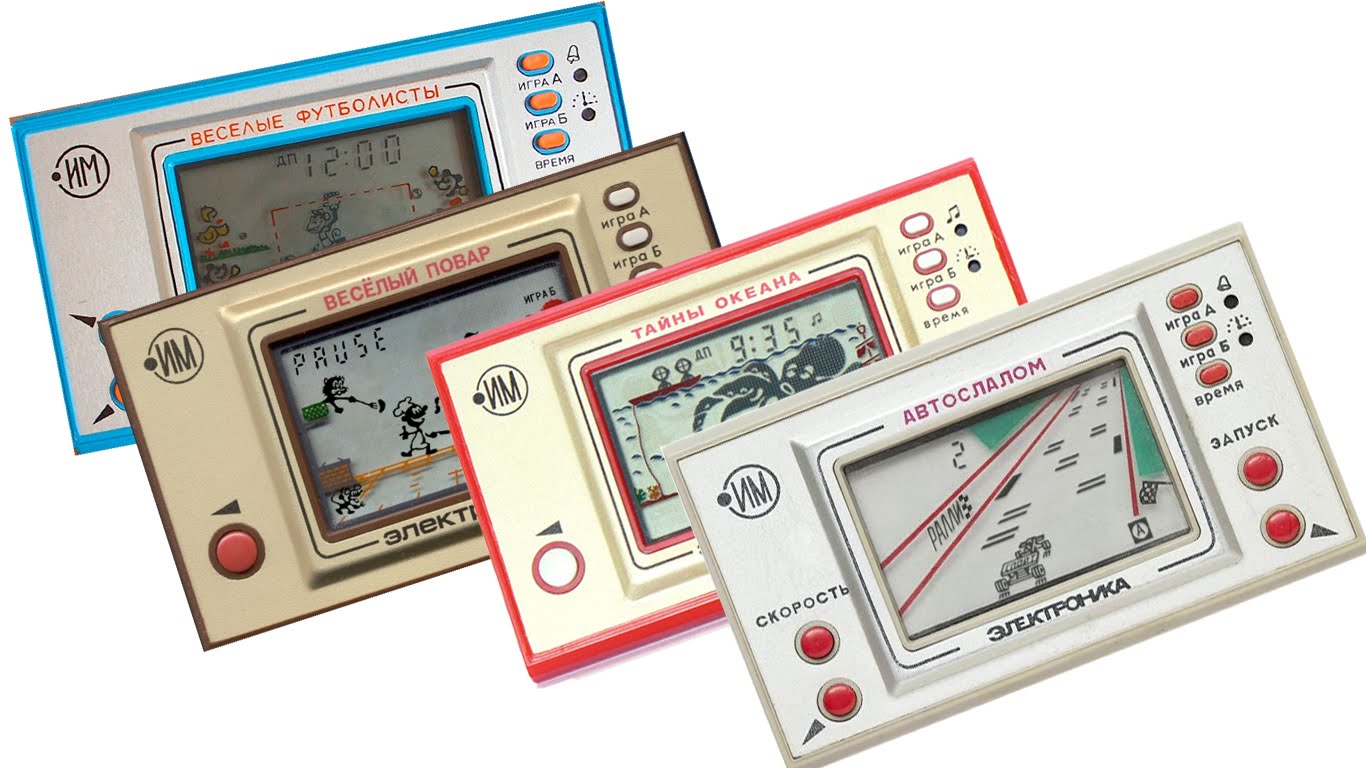 ВЕСЕЛЫЕ ФУТБОЛИСТЫ
ИМ
ДП 12:00
ИГРА А
ИГРА Б
ВРЕМЯ
ВЕСЁЛЫЙ ПОВАР
ИМ
PAUSE
ИГРА Б
игра А
игра Б
ТАЙНЫ ОКЕАНА
ИМ
ДП 9:35
игра А
игра Б
время
АВТОСЛАЛОМ
ИМ
2
РАЛЛИ
А
игра А
игра Б
время
ЗАПУСК
СКОРОСТЬ
ЭЛЕКТРОНИКА